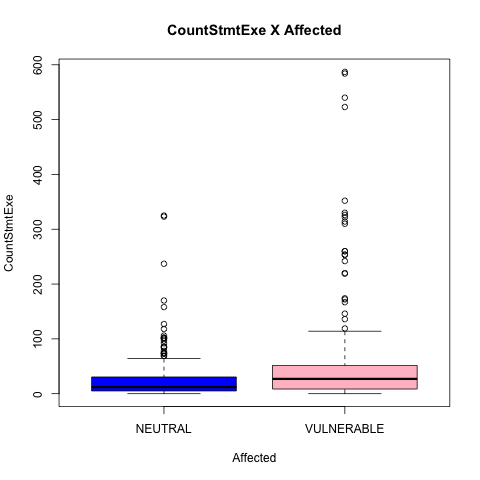 CountStmtExe X Affected
CountStmtExe
600
500
400
300
200
100
0
NEUTRAL
VULNERABLE
Affected